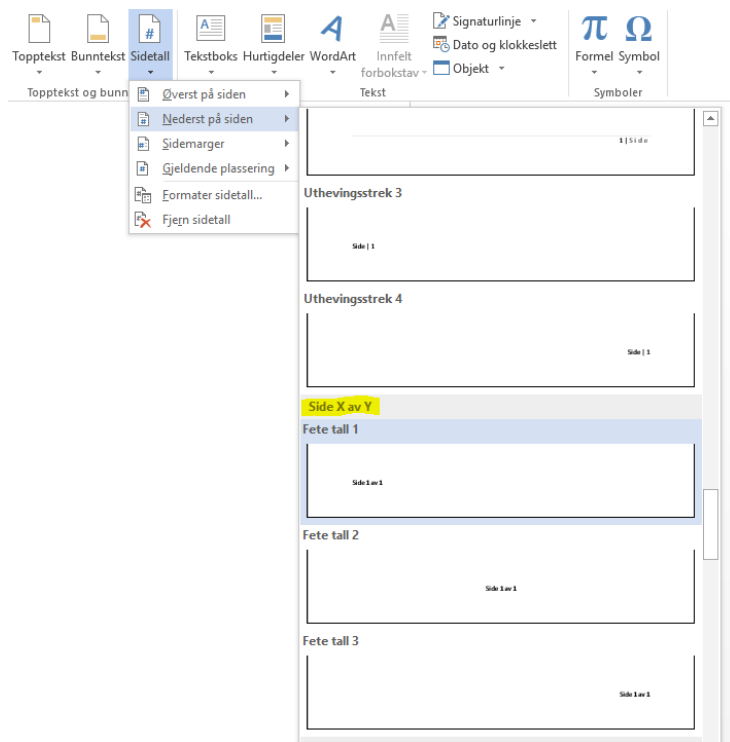 Signaturlinje
Dato og klokkeslett
Objekt
Topptekst Bunntekst Sidetall Tekstboks Hurtigdeler WordArt Innfelt forbokstav Formel Symbol
Topptekst og bunn Tekst Symboler
Øverst på siden
Nederst på siden
Sidemarger
Gjeldende plassering
Formater sidetall...
Fjern sidetall
1 | Side
Uthevingsstrek 3
Side | 1
Uthevingsstrek 4
Side | 1
Side X av Y
Fete tall 1
Side 1 av 1
Fete tall 2
Side 1 av 1
Fete tall 3
Side 1 av 1